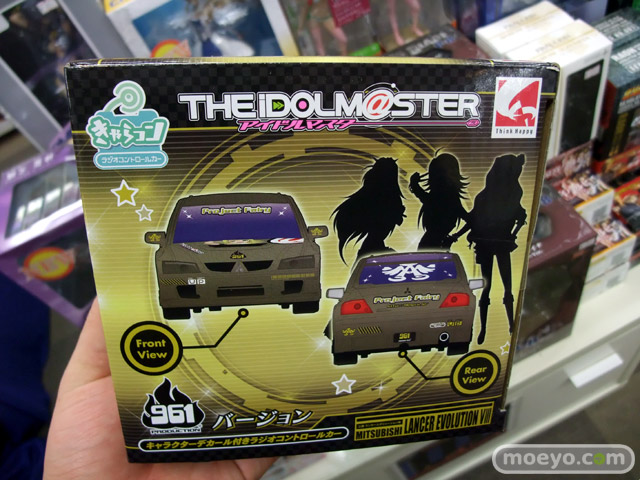 THE iDOLM@STER
アイドルマスター
きゃらコン
ラジオコントロールカー
Think Happy
Project Fairy
961
Project Fairy
961
Front
View
Rear
View
961
PRODUCTION
バージョン
キャラクターデカール付きラジオコントロールカー
MITSUBISHI LANCER EVOLUTION VIII
moeyo.com